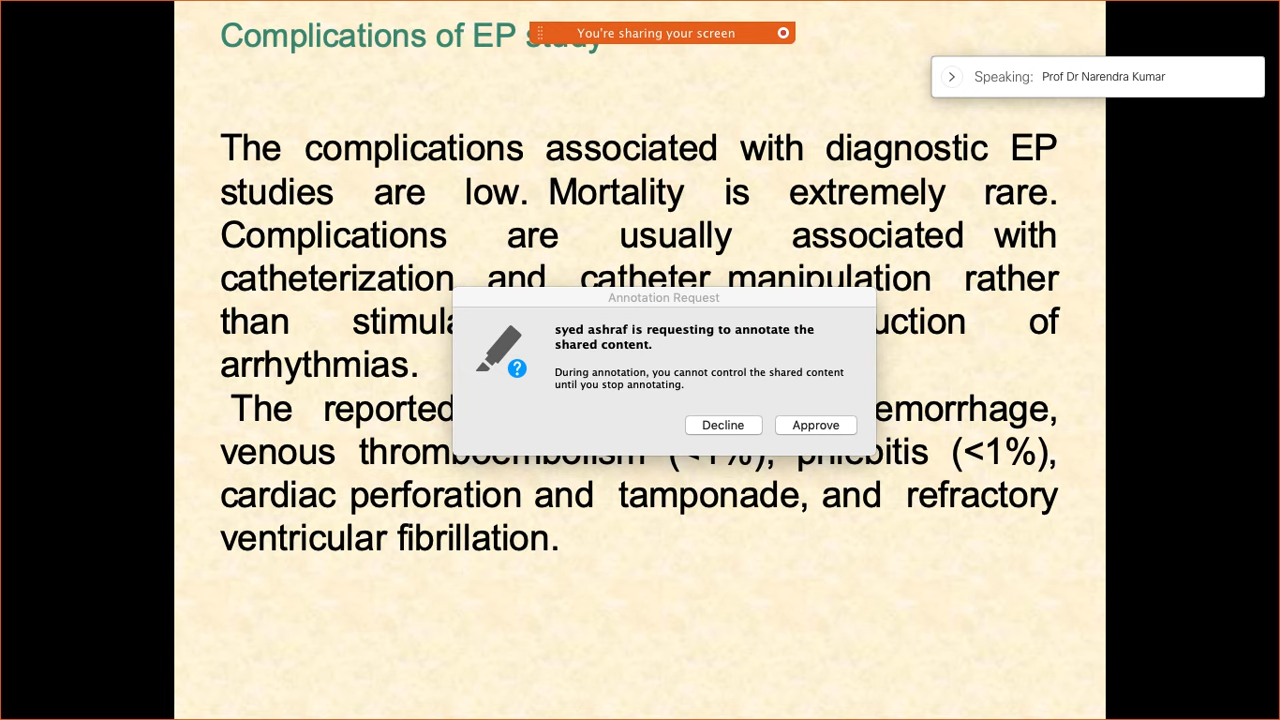 Complications of EP study
You're sharing your screen
Speaking: Prof Dr Narendra Kumar
The complications associated with diagnostic EP
studies are low. Mortality is extremely rare.
Complications are usually associated with
catheterization and catheter manipulation rather
than uction of
arrhythmias.
The reported emorrhage,
venous thromboembolism (<1%), phlebitis (<1%),
cardiac perforation and tamponade, and refractory
ventricular fibrillation.
Annotation Request
syed ashraf is requesting to annotate the
shared content.
During annotation, you cannot control the shared content
until you stop annotating.
Decline Approve